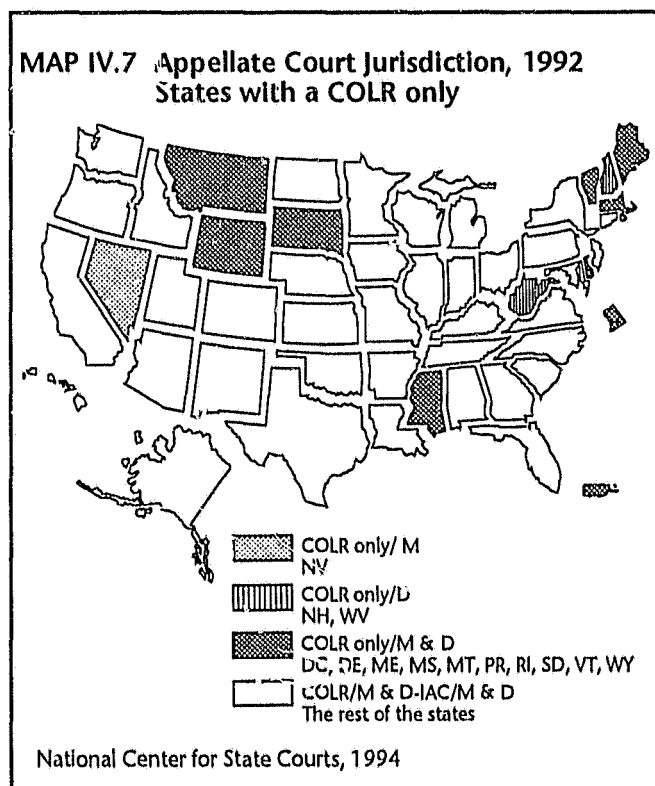 MAP IV.7 Appellate Court Jurisdiction, 1992
States with a COLR only
COLR only/ M
NV
COLR only/D
NH, WV
COLR only/M & D
DC, DE, ME, MS, MT, PR, RI, SD, VT, WY
COLR/M & D-IAC/M & D
The rest of the states
National Center for State Courts, 1994